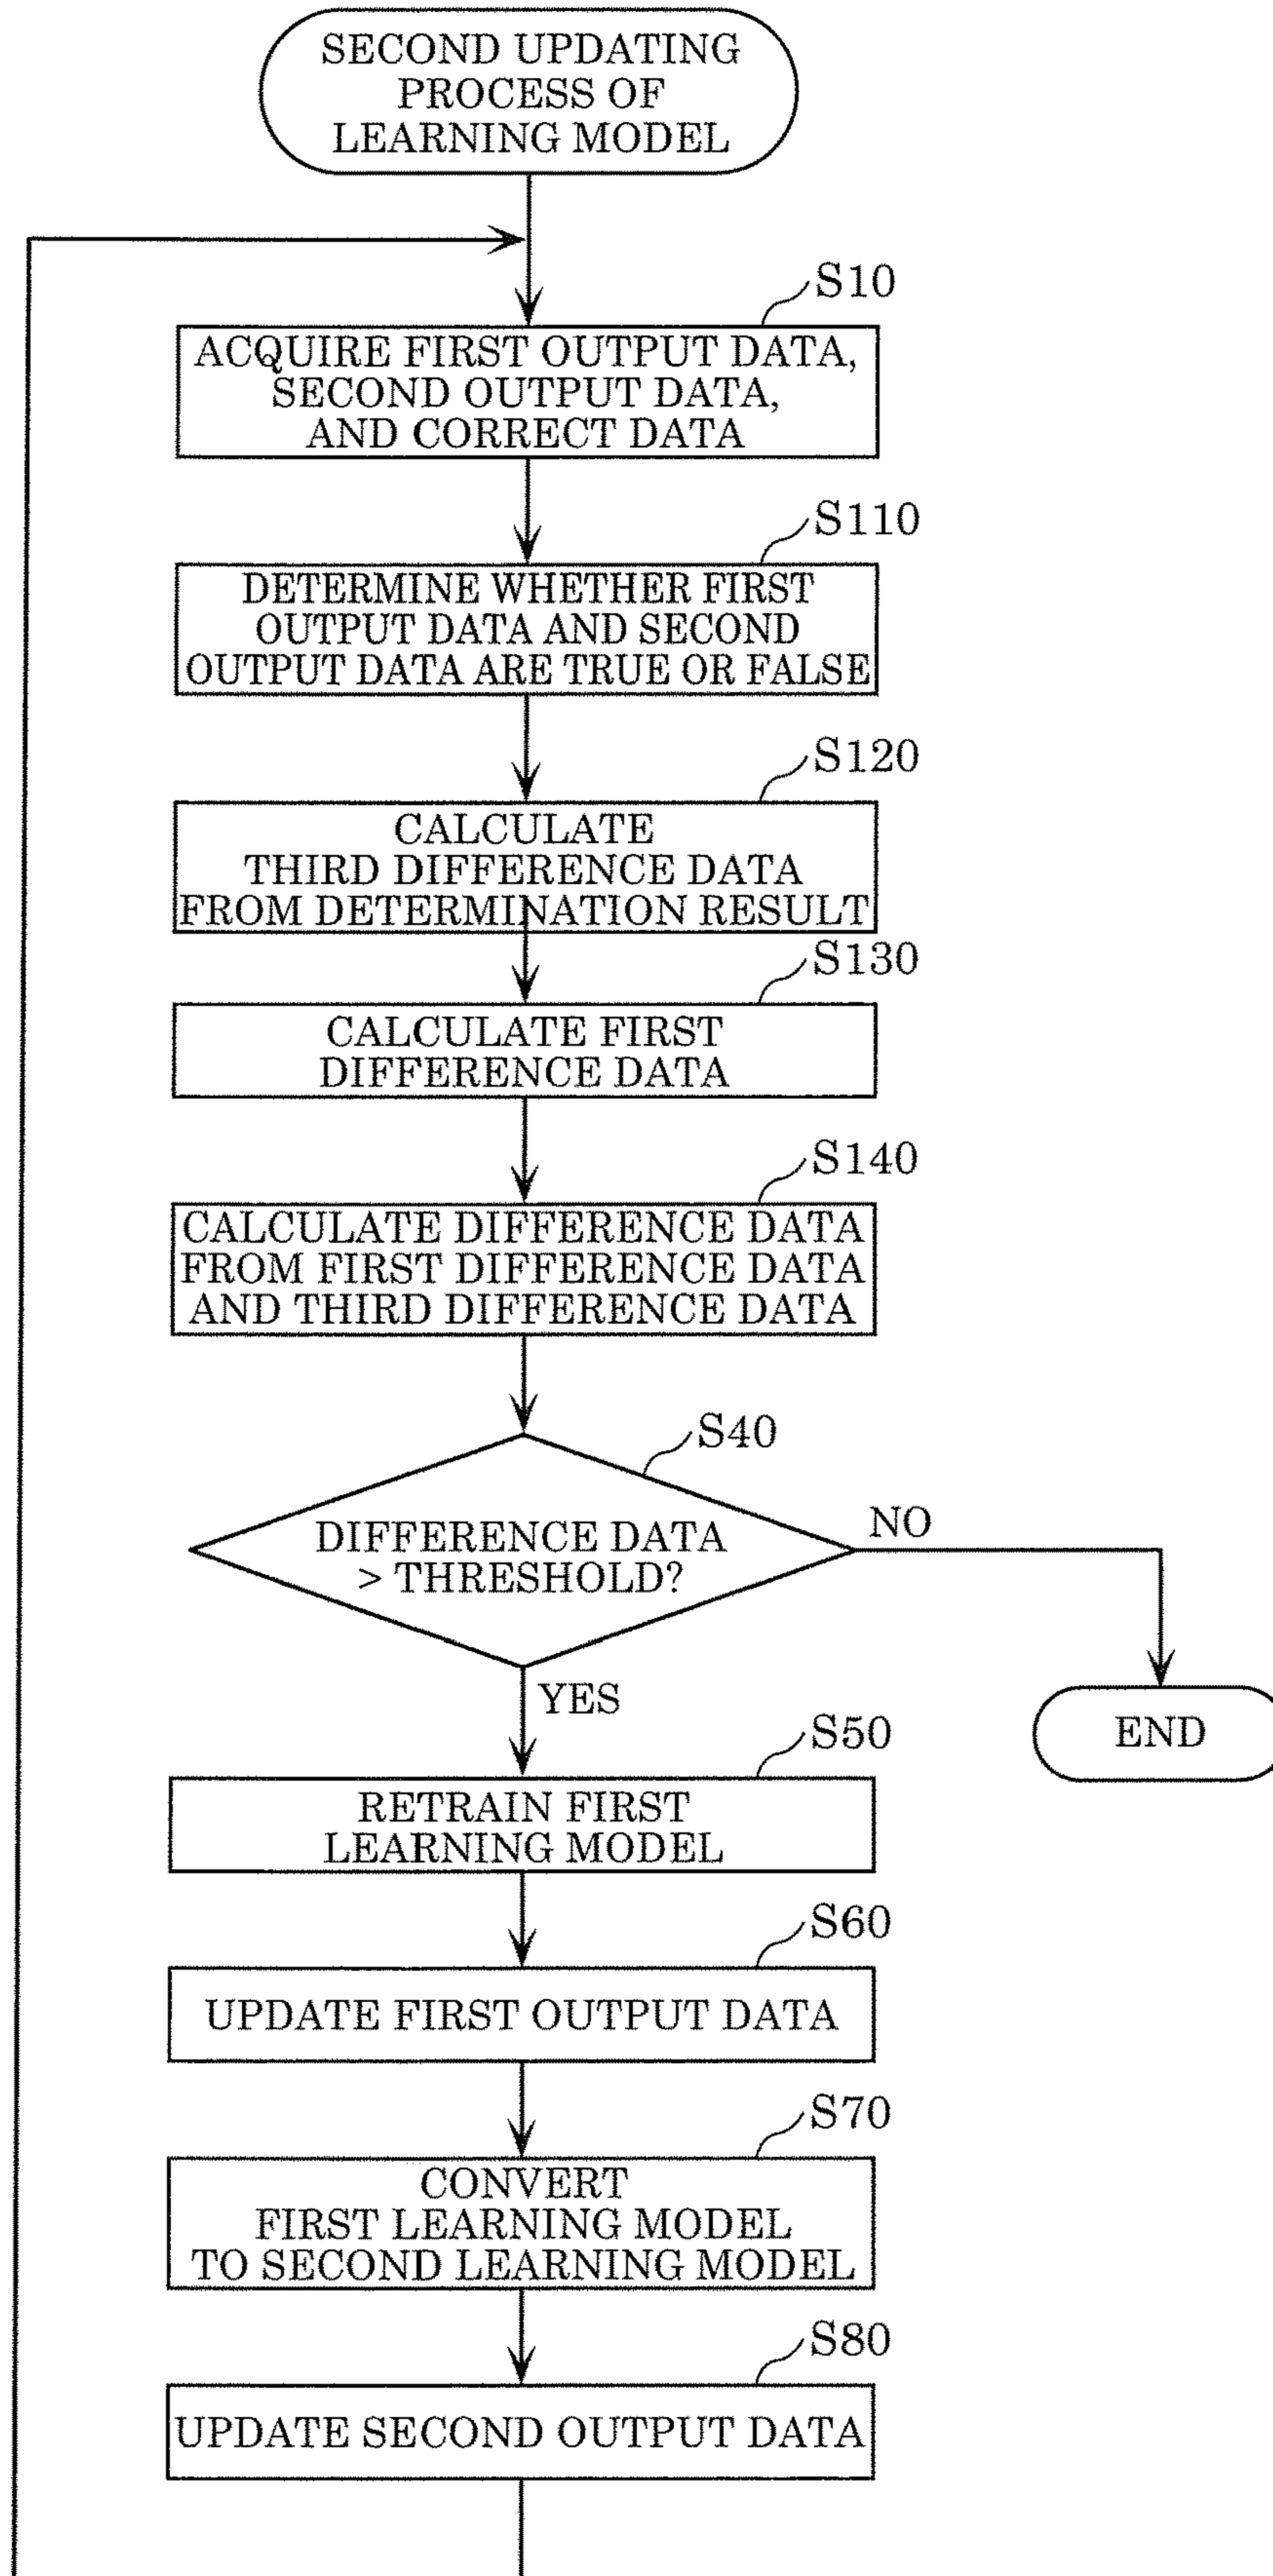 SECOND UPDATING
PROCESS OF
LEARNING MODEL
S10
ACQUIRE FIRST OUTPUT DATA,
SECOND OUTPUT DATA,
AND CORRECT DATA
S110
DETERMINE WHETHER FIRST
OUTPUT DATA AND SECOND
OUTPUT DATA ARE TRUE OR FALSE
S120
CALCULATE
THIRD DIFFERENCE DATA
FROM DETERMINATION RESULT
S130
CALCULATE FIRST
DIFFERENCE DATA
S140
CALCULATE DIFFERENCE DATA
FROM FIRST DIFFERENCE DATA
AND THIRD DIFFERENCE DATA
S40
DIFFERENCE DATA
> THRESHOLD?
NO
YES
END
S50
RETRAIN FIRST
LEARNING MODEL
S60
UPDATE FIRST OUTPUT DATA
S70
CONVERT
FIRST LEARNING MODEL
TO SECOND LEARNING MODEL
S80
UPDATE SECOND OUTPUT DATA